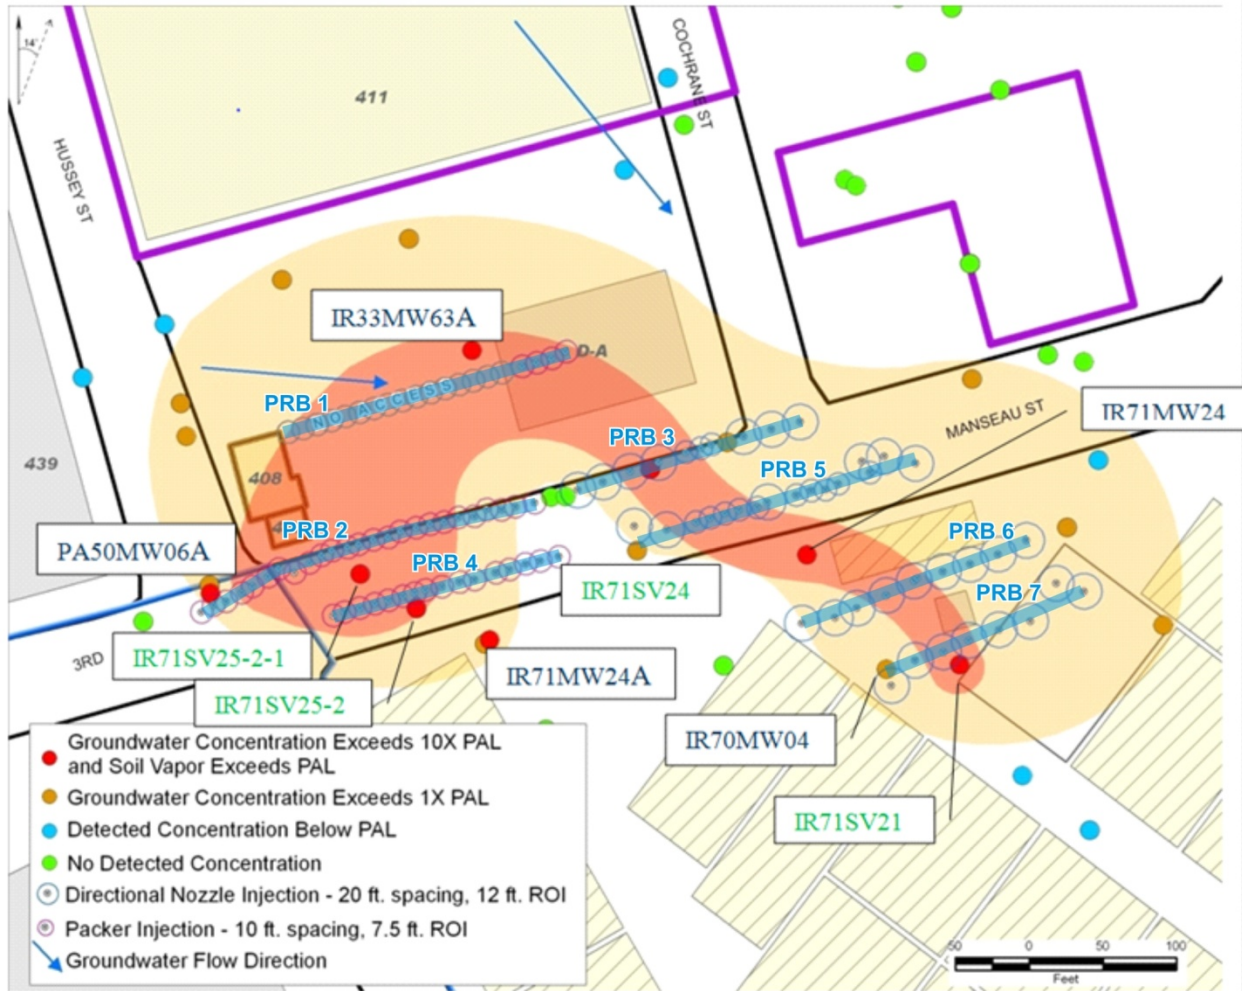 14'
411
COCHRANE ST
HUSSEY ST
IR33MW63A
D-A
PRB 1
NO ACCESS
PRB 3
MANSEAU ST
IR71MW24
439
408
PRB 5
PRB 2
PRB 6
PA50MW06A
PRB 4
IR71SV24
PRB 7
3RD
IR71SV25-2-1
IR71MW24A
IR71SV25-2
IR70MW04
IR71SV21
Groundwater Concentration Exceeds 10X PAL
and Soil Vapor Exceeds PAL
Groundwater Concentration Exceeds 1X PAL
Detected Concentration Below PAL
No Detected Concentration
Directional Nozzle Injection - 20 ft. spacing, 12 ft. ROI
Packer Injection - 10 ft. spacing, 7.5 ft. ROI
Groundwater Flow Direction
50 0 50 100
Feet